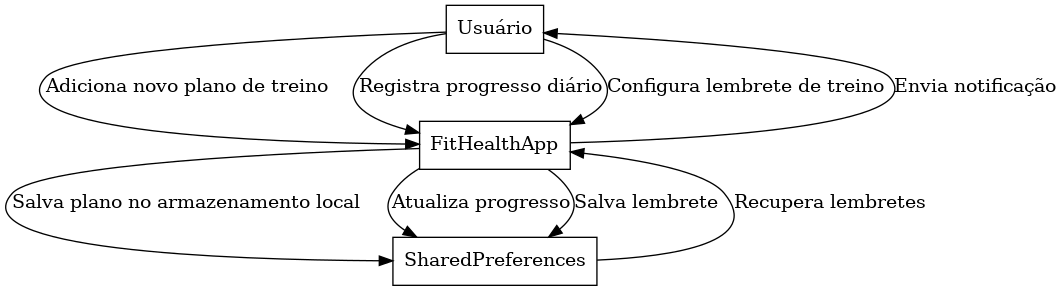 Usuário
Adiciona novo plano de treino
Registra progresso diário
Configura lembrete de treino
Envia notificação
FitHealthApp
Salva plano no armazenamento local
Atualiza progresso
Salva lembrete
Recupera lembretes
SharedPreferences